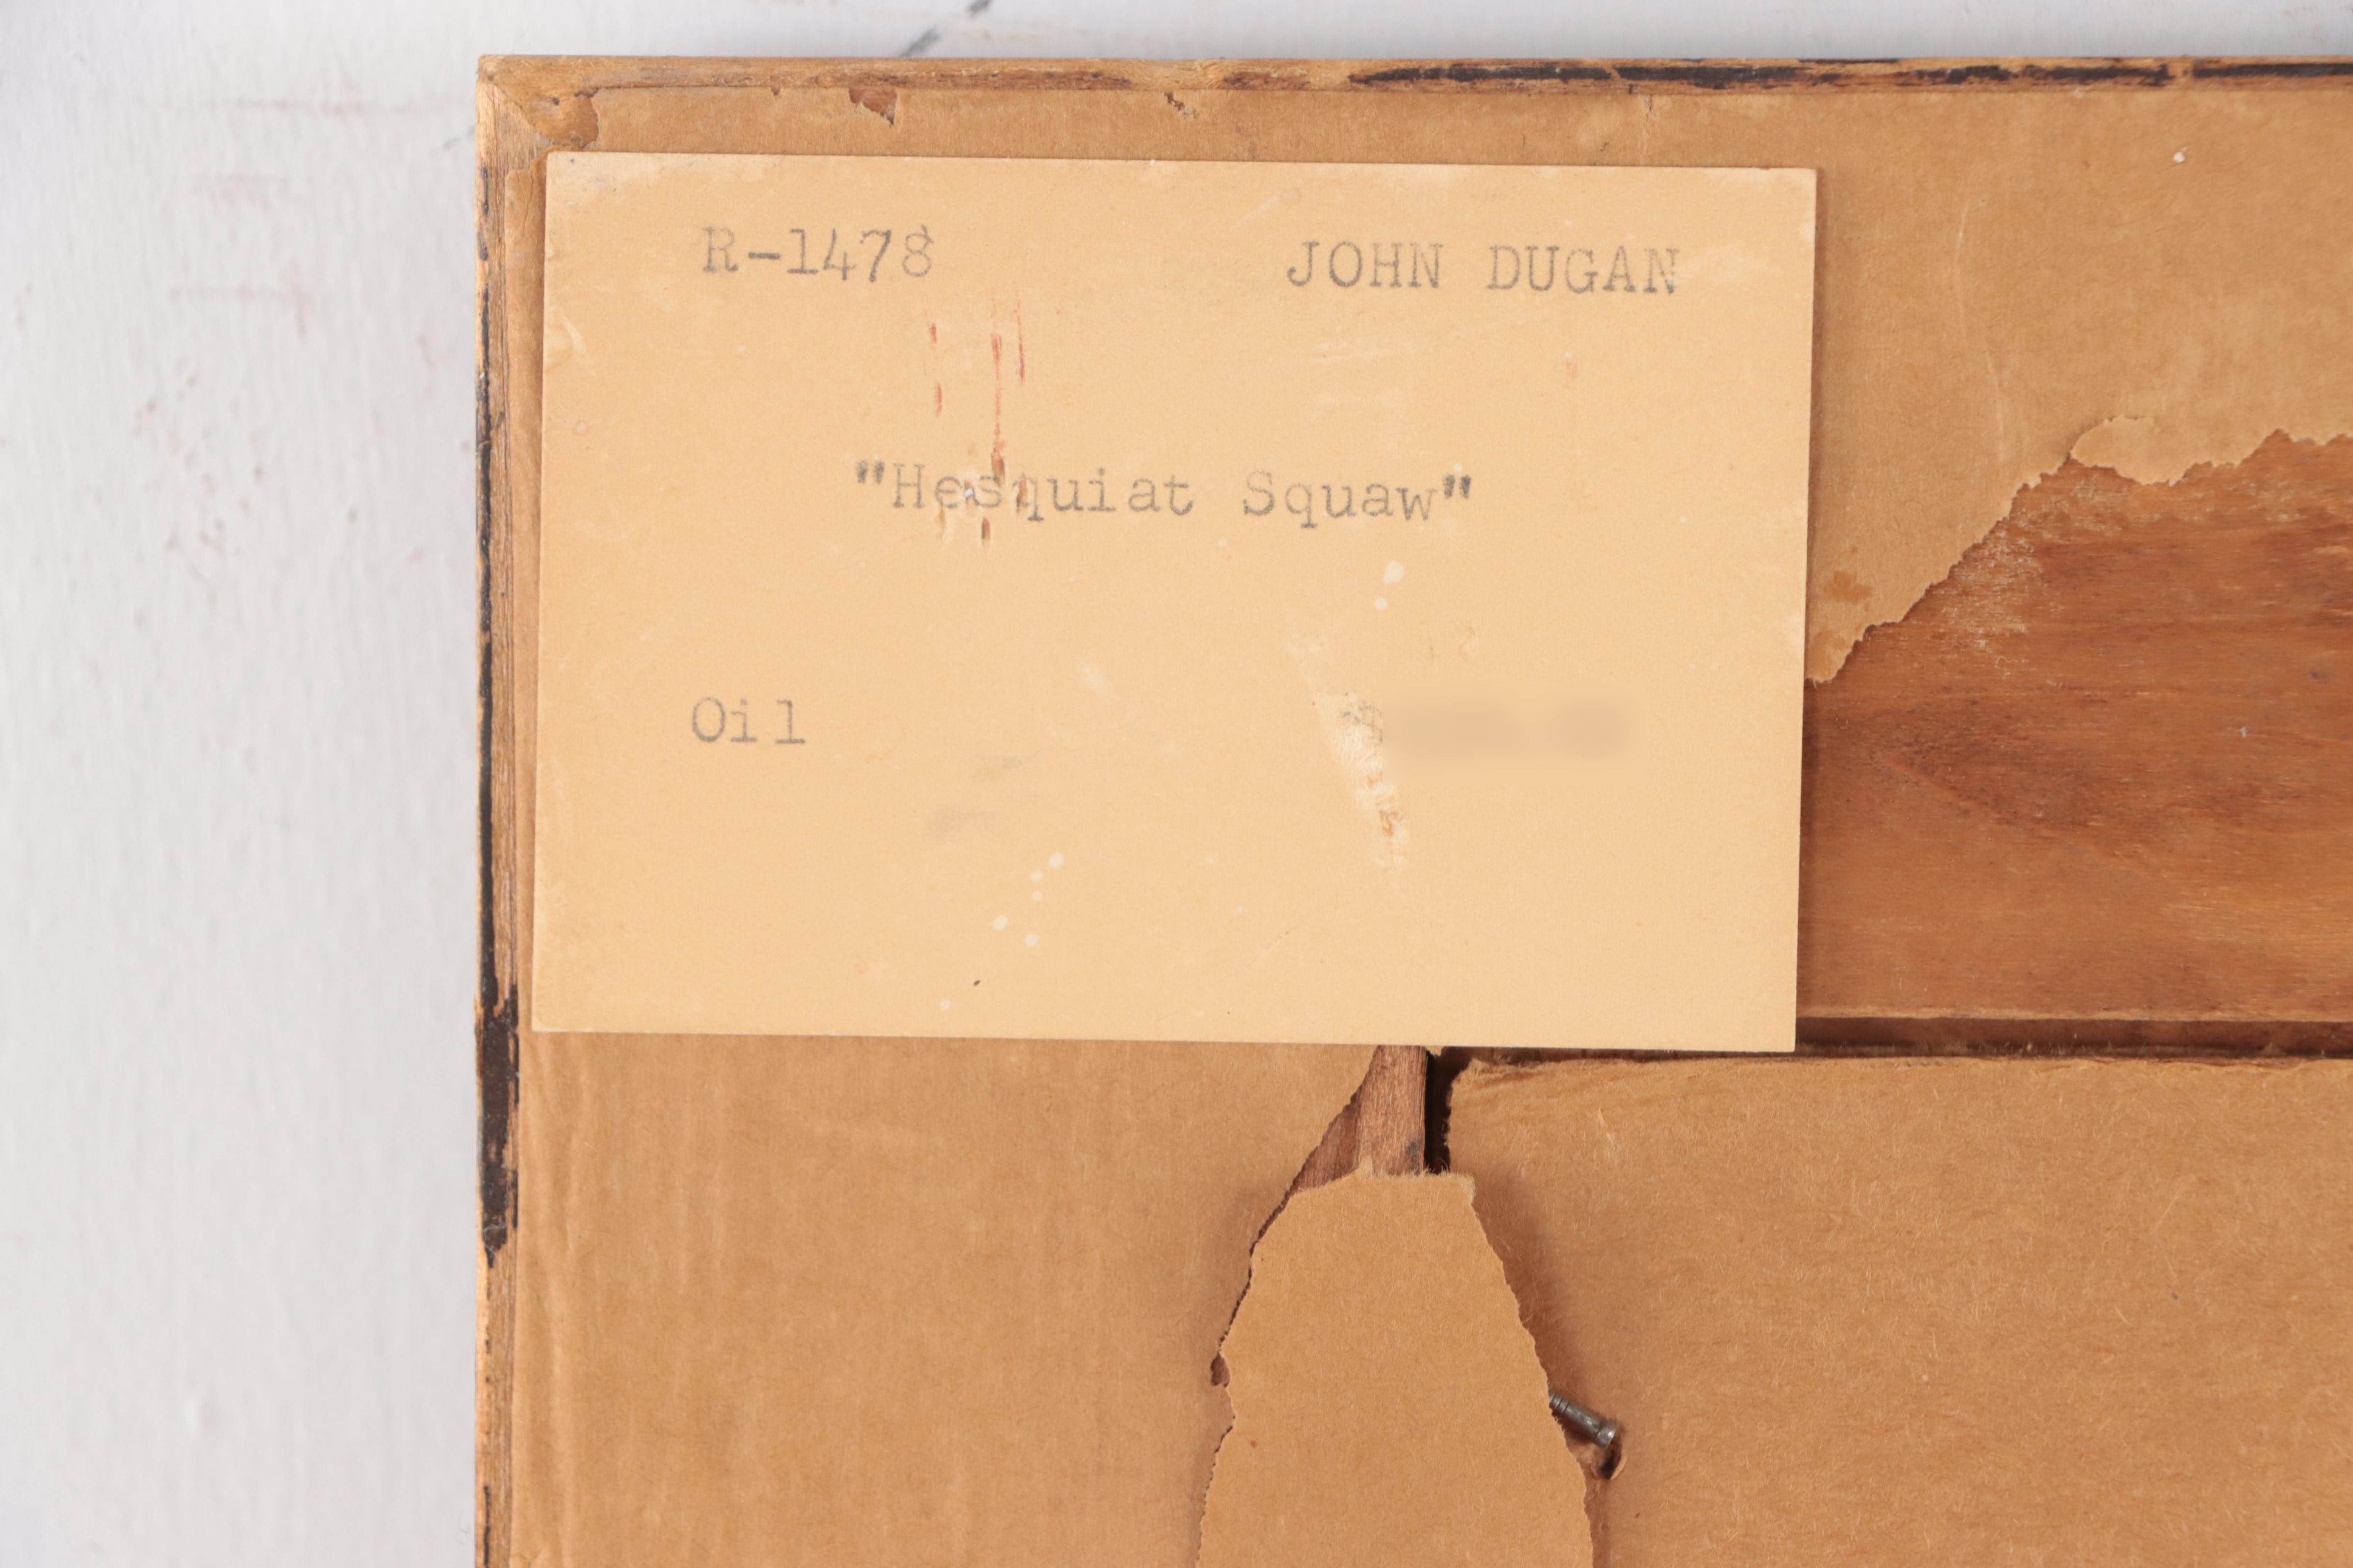 R-1478 JOHN DUGAN
"Hesquiat Squaw"
Oil $